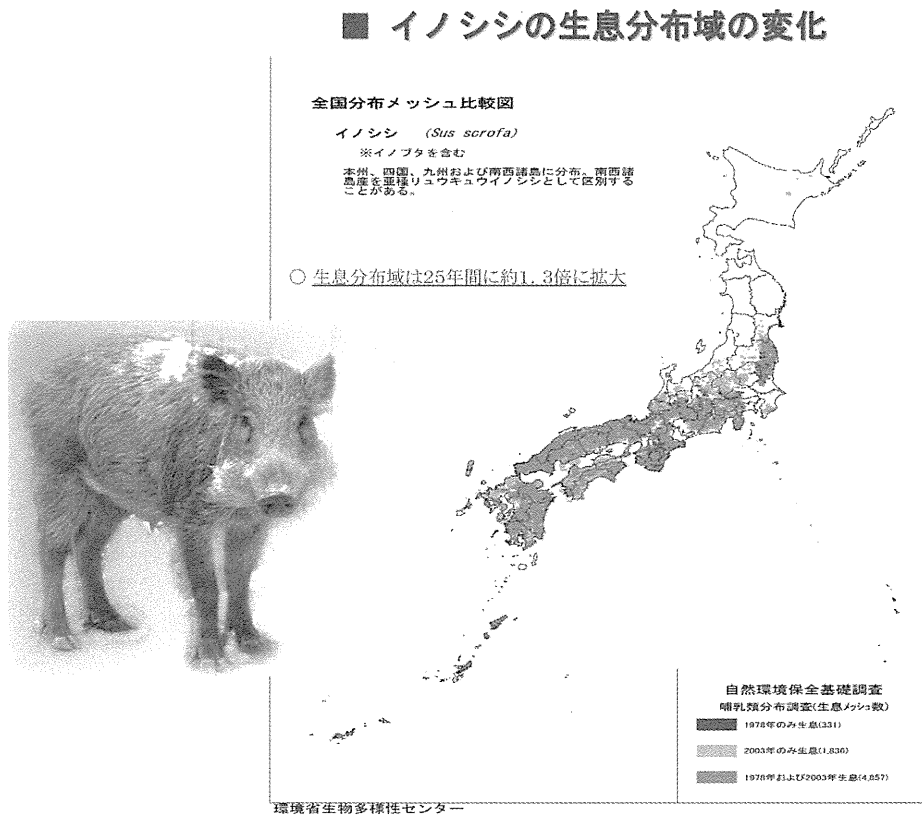 ■ イノシシの生息分布域の変化
全国分布メッシュ比較図
イノシシ (Sus scrofa)
※イノブタを含む
本州、四国、九州および南西諸島に分布。南西諸
島産を亜種リュウキュウイノシシとして区別する
ことがある。
○ 生息分布域は25年間に約1.3倍に拡大
自然環境保全基礎調査
哺乳類分布調査(生息メッシュ数)
1978年のみ生息(331)
2003年のみ生息(1,836)
1978年および2003年生息(4,857)
環境省生物多様性センター